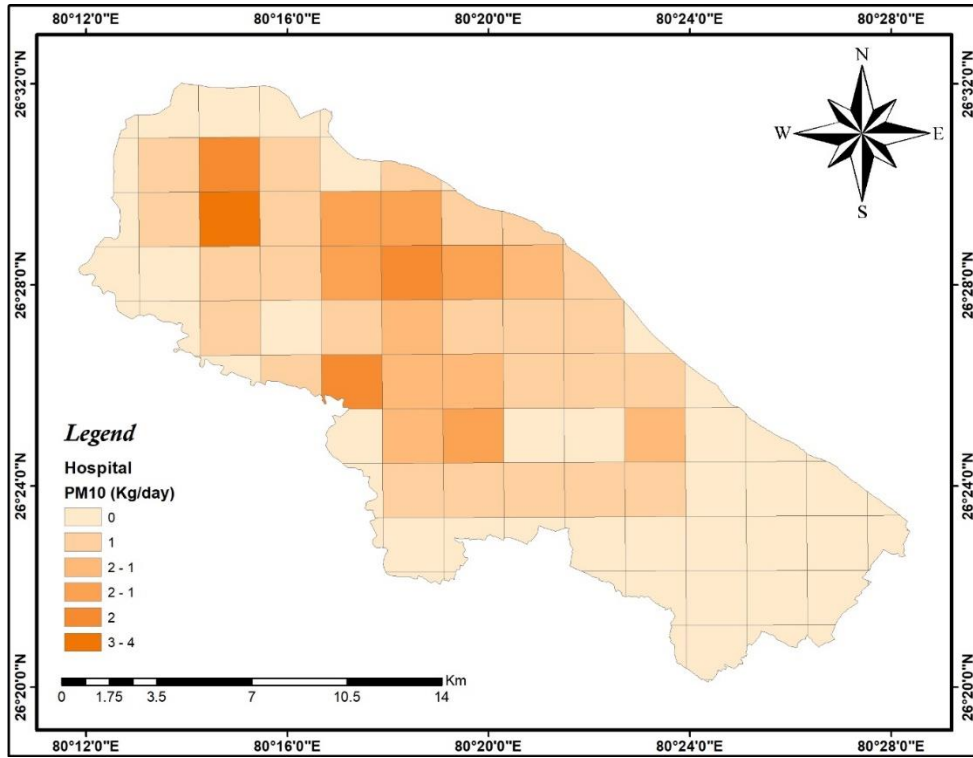 80°12'0"E 80°16'0"E 80°20'0"E 80°24'0"E 80°28'0"E
26°32'0"N 26°32'0"N
N
W E
S
26°28'0"N 26°28'0"N
26°24'0"N 26°24'0"N
Legend
Hospital
PM10 (Kg/day)
0
1
2 - 1
2 - 1
2
3 - 4
Km
0 1.75 3.5 7 10.5 14
26°20'0"N 26°20'0"N
80°12'0"E 80°16'0"E 80°20'0"E 80°24'0"E 80°28'0"E